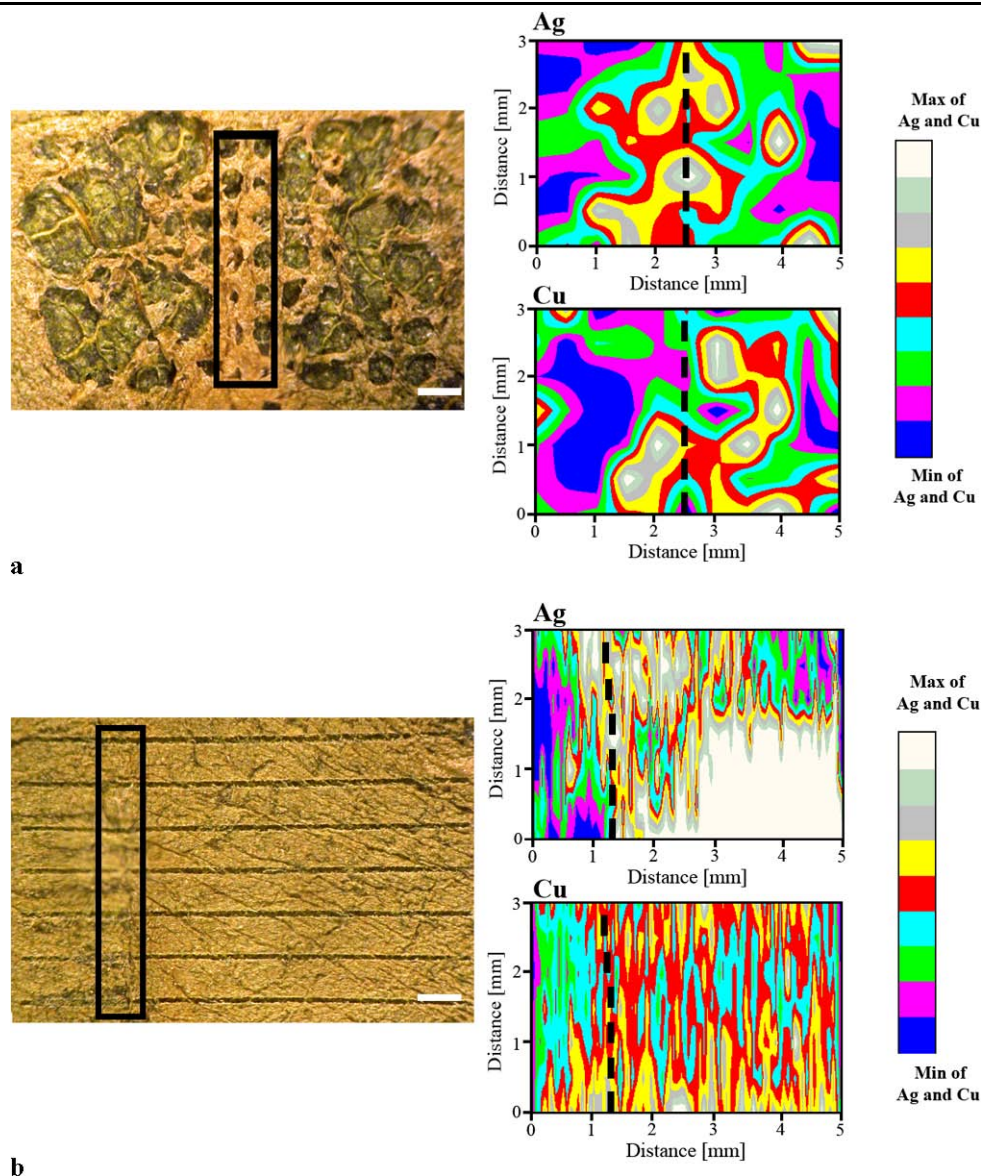 Ag
3
2
1
0
Distance [mm]
0 1 2 3 4 5
Distance [mm]
Cu
3
2
1
0
Distance [mm]
0 1 2 3 4 5
Distance [mm]
Max of
Ag and Cu
Min of
Ag and Cu
a
Ag
3
2
1
0
Distance [mm]
0 1 2 3 4 5
Distance [mm]
Cu
3
2
1
0
Distance [mm]
0 1 2 3 4 5
Distance [mm]
Max of
Ag and Cu
Min of
Ag and Cu
b